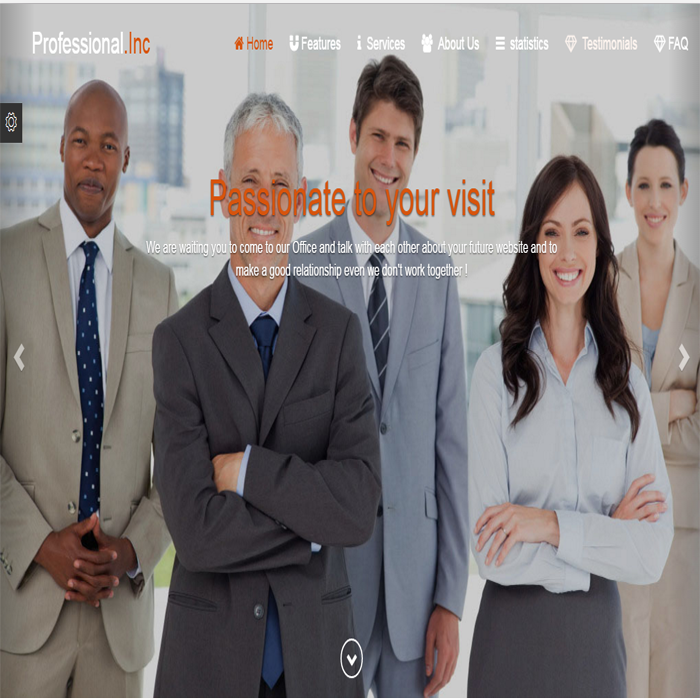 Professional.Inc
Home Features Services About Us statistics Testimonials FAQ
Passionate to your visit
We are waiting you to come to our Office and talk with each other about your future website and to
make a good relationship even we don't work together !